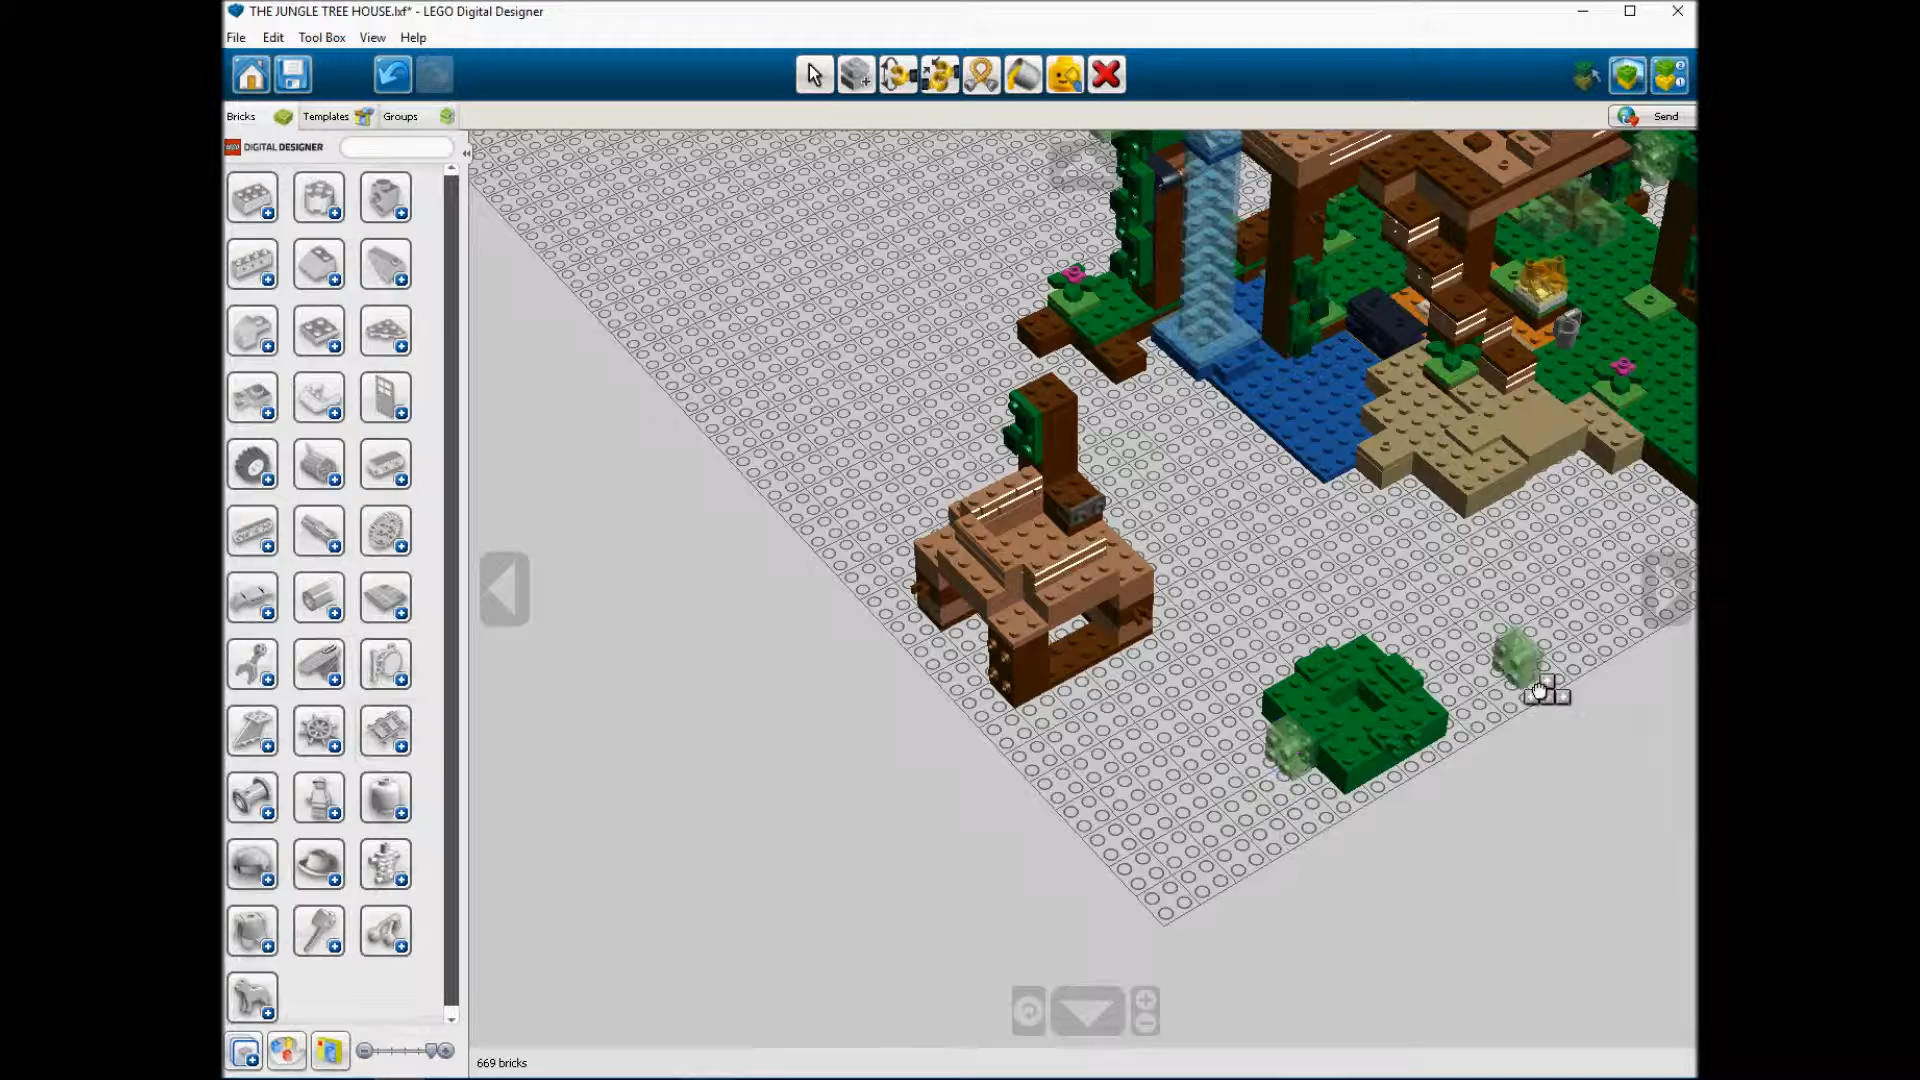 THE JUNGLE TREE HOUSE.lxf* - LEGO Digital Designer
File Edit Tool Box View Help
Bricks Templates Groups
Send
LEGO DIGITAL DESIGNER
669 bricks